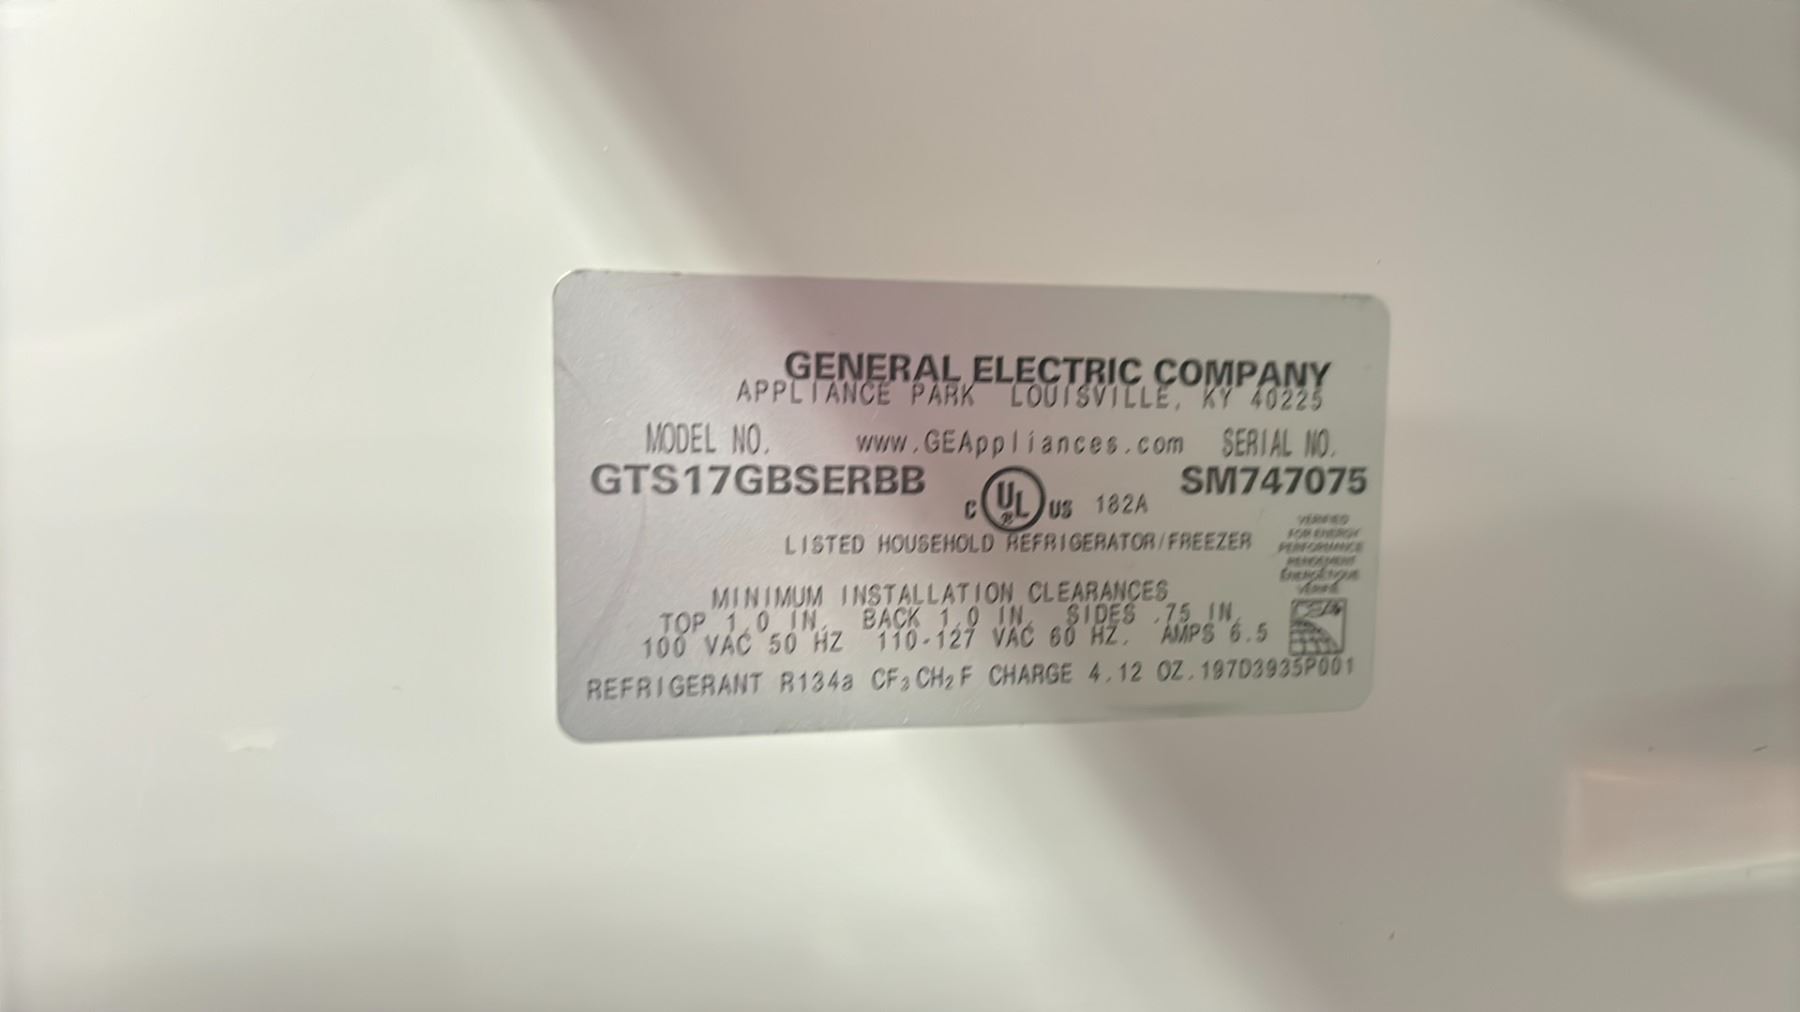 GENERAL ELECTRIC COMPANY
APPLIANCE PARK LOUISVILLE, KY 40225
MODEL NO. www.GEAppliances.com SERIAL NO.
GTS17GBSERBB SM747075
C UL R US 182A
LISTED HOUSEHOLD REFRIGERATOR/FREEZER
VERIFIED
FOR ENERGY
PERFORMANCE
RENDEMENT
ÉNERGÉTIQUE
VÉRIFIÉ
MINIMUM INSTALLATION CLEARANCES
TOP 1.0 IN. BACK 1.0 IN. SIDES .75 IN.
100 VAC 50 HZ 110-127 VAC 60 HZ. AMPS 6.5
REFRIGERANT R134a CF₃CH₂F CHARGE 4.12 OZ. 197D3935P001